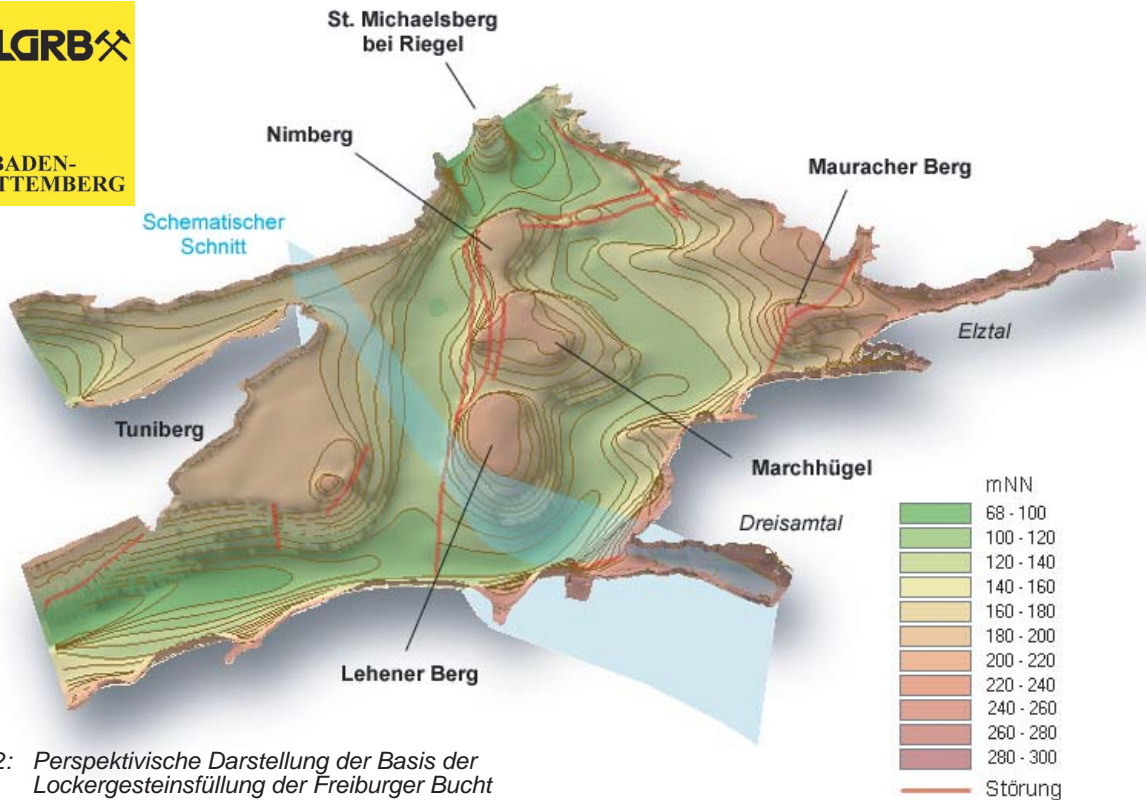 LGRB
BADEN-
TTEMBERG
St. Michaelsberg
bei Riegel
Nimberg
Mauracher Berg
Schematischer
Schnitt
Elztal
Tuniberg
Marchhügel
Dreisamtal
Lehener Berg
mNN
68 - 100
100 - 120
120 - 140
140 - 160
160 - 180
180 - 200
200 - 220
220 - 240
240 - 260
260 - 280
280 - 300
Störung
2: Perspektivische Darstellung der Basis der
Lockergesteinsfüllung der Freiburger Bucht